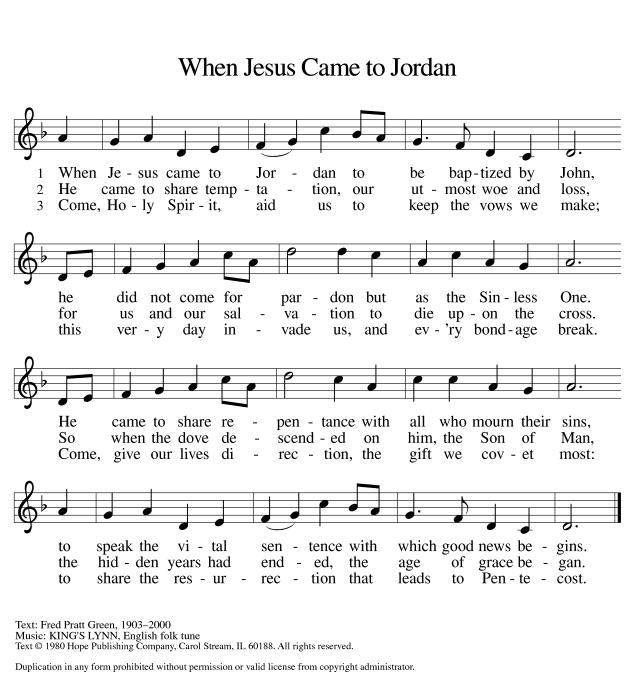 When Jesus Came to Jordan
1 When Je - sus came to Jor - dan to be bap-tized by John,
2 He came to share temp - ta - tion, our ut - most woe and loss,
3 Come, Ho - ly Spir - it, aid us to keep the vows we make;
he did not come for par - don but as the Sin - less One.
for us and our sal - va - tion to die up - on the cross.
this ver - y day in - vade us, and ev - 'ry bond - age break.
He came to share re - pen - tance with all who mourn their sins,
So when the dove de - scend - ed on him, the Son of Man,
Come, give our lives di - rec - tion, the gift we cov - et most:
to speak the vi - tal sen - tence with which good news be - gins.
the hid - den years had end - ed, the age of grace be - gan.
to share the res - ur - rec - tion that leads to Pen - te - cost.
Text: Fred Pratt Green, 1903–2000
Music: KING'S LYNN, English folk tune
Text © 1980 Hope Publishing Company, Carol Stream, IL 60188. All rights reserved.
Duplication in any form prohibited without permission or valid license from copyright administrator.